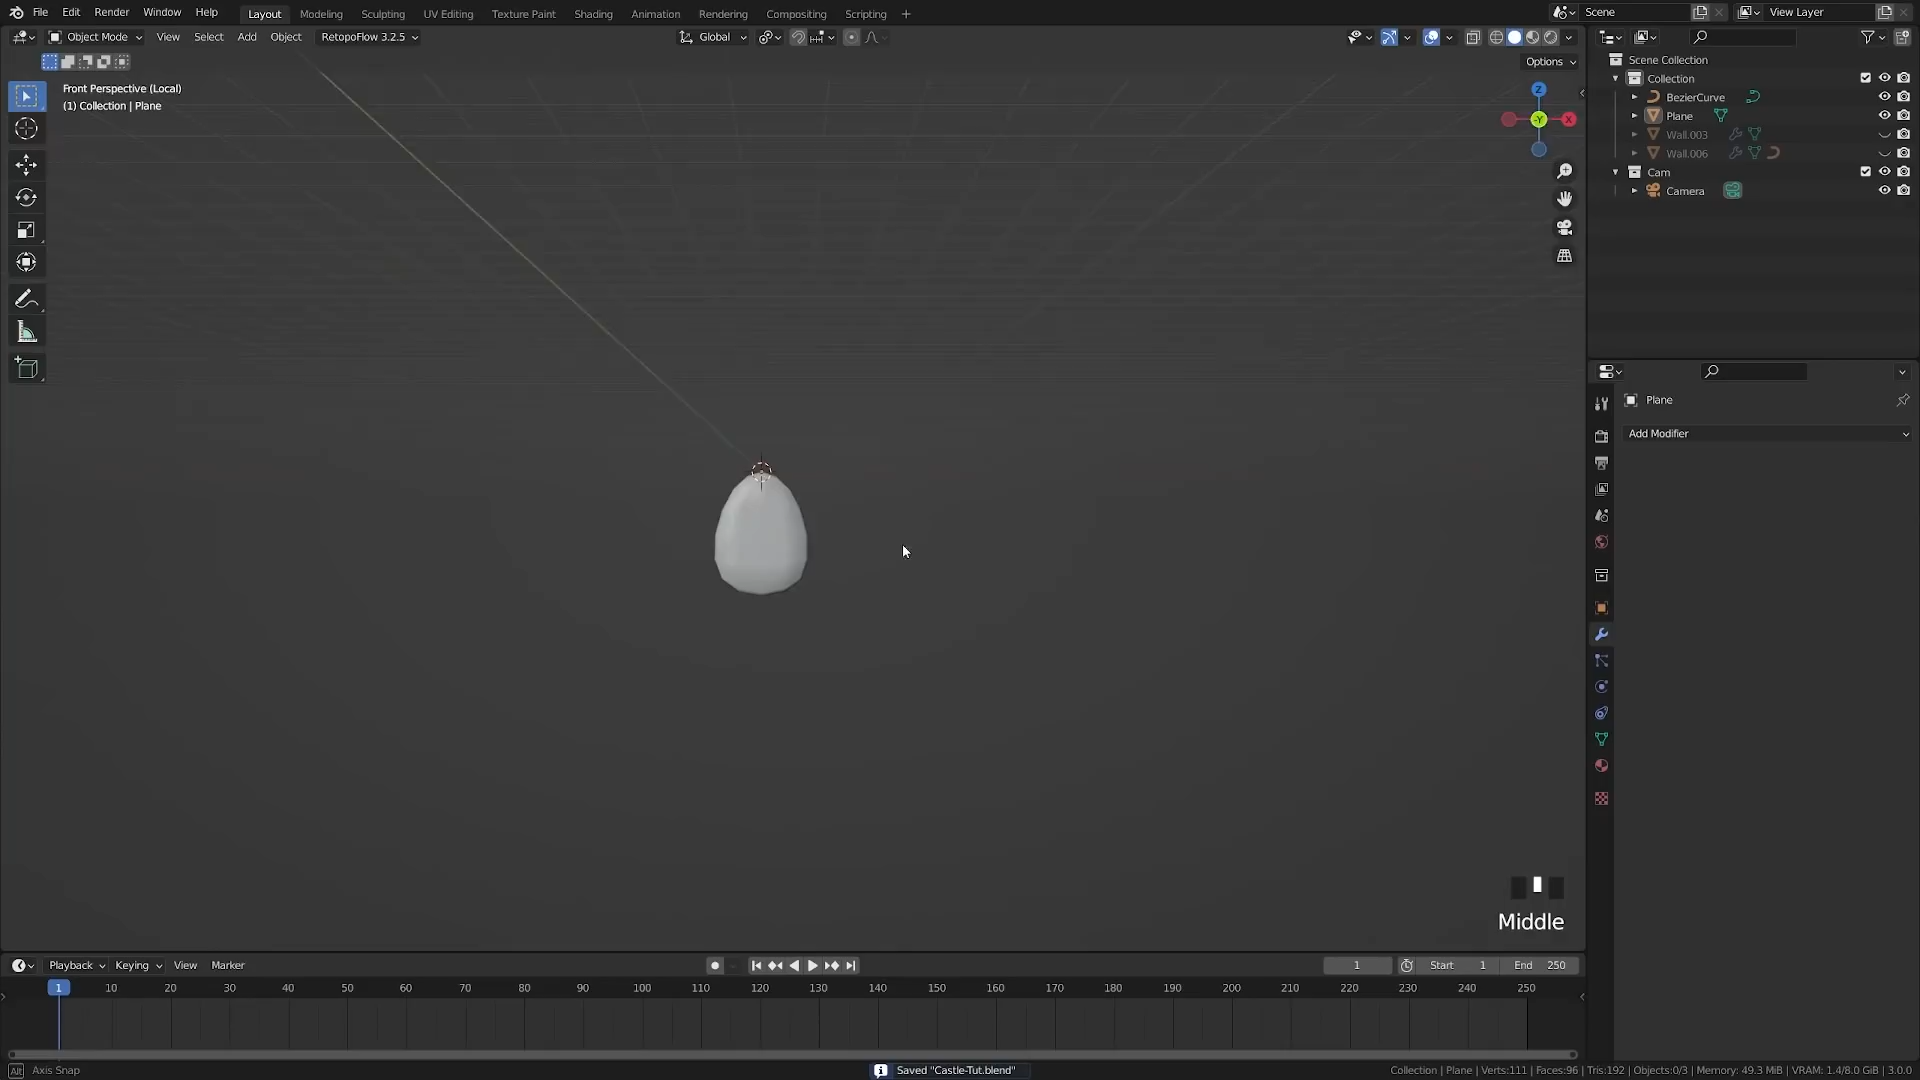 File Edit Render Window Help Layout Modeling Sculpting UV Editing Texture Paint Shading Animation Rendering Compositing Scripting + Scene View Layer
Object Mode View Select Add Object RetopoFlow 3.2.5 Global
Options
Front Perspective (Local)
(1) Collection | Plane
Z
-Y
X
Scene Collection
Collection
BezierCurve
Plane
Wall.003
Wall.006
Cam
Camera
Plane
Add Modifier
Middle
Playback Keying View Marker 1 Start 1 End 250
1 10 20 30 40 50 60 70 80 90 100 110 120 130 140 150 160 170 180 190 200 210 220 230 240 250
Alt Axis Snap Saved "Castle-Tut.blend" Collection | Plane | Verts:111 | Faces:96 | Tris:192 | Objects:0/3 | Memory: 49.3 MiB | VRAM: 1.4/8.0 GiB | 3.0.0